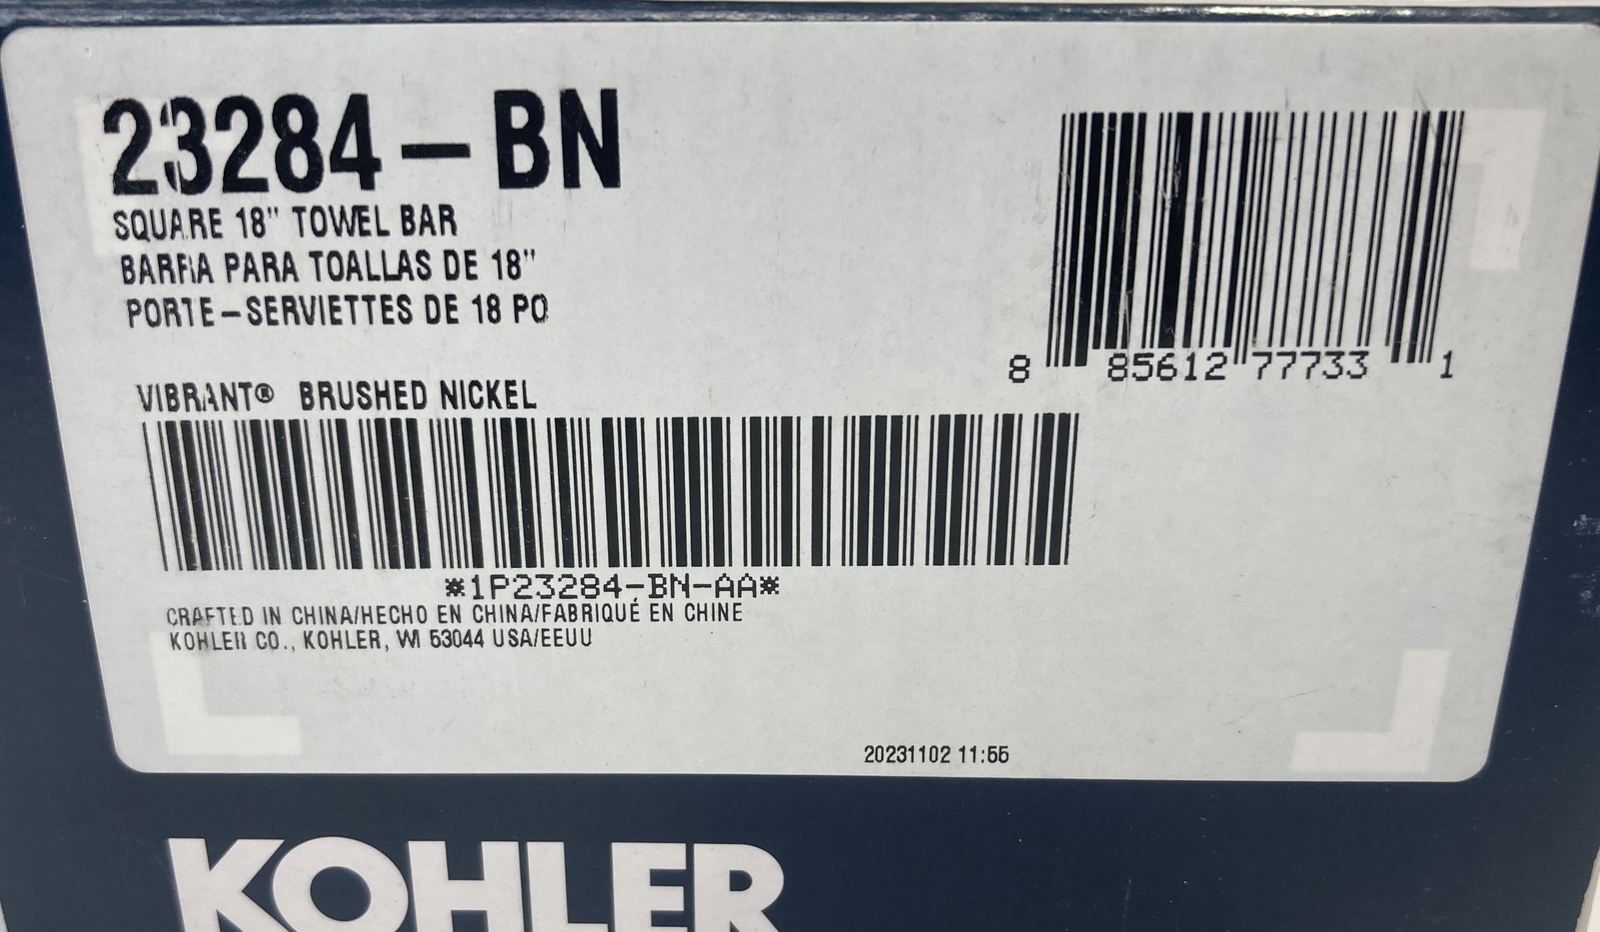 23284-BN
SQUARE 18" TOWEL BAR
BARRA PARA TOALLAS DE 18"
PORTE-SERVIETTES DE 18 PO
8 85612 77733 1
VIBRANT® BRUSHED NICKEL
*1P23284-BN-AA*
CRAFTED IN CHINA/HECHO EN CHINA/FABRIQUÉ EN CHINE
KOHLER CO., KOHLER, WI 53044 USA/EEUU
20231102 11:55
KOHLER